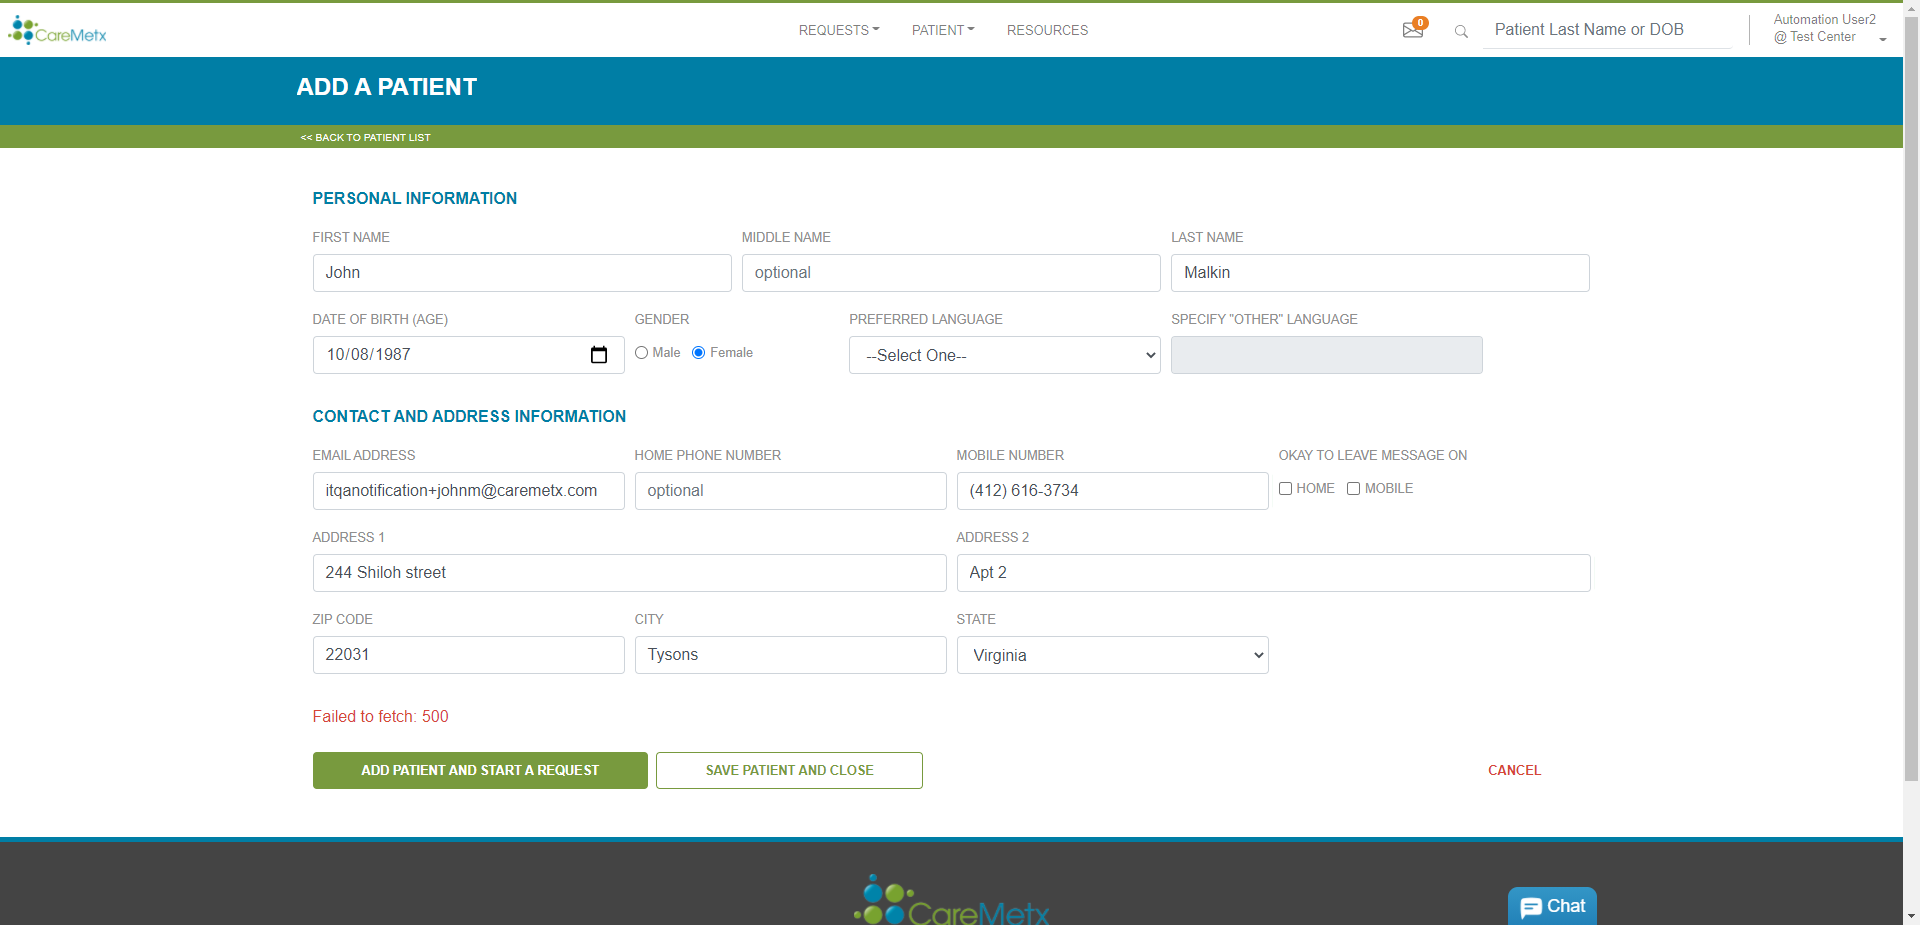 CareMetx
REQUESTS PATIENT RESOURCES
0
Patient Last Name or DOB
Automation User2
@ Test Center
ADD A PATIENT
<< BACK TO PATIENT LIST
PERSONAL INFORMATION
FIRST NAME MIDDLE NAME LAST NAME
John optional Malkin
DATE OF BIRTH (AGE) GENDER PREFERRED LANGUAGE SPECIFY "OTHER" LANGUAGE
10/08/1987 Male Female --Select One--
CONTACT AND ADDRESS INFORMATION
EMAIL ADDRESS HOME PHONE NUMBER MOBILE NUMBER OKAY TO LEAVE MESSAGE ON
itqanotification+johnm@caremetx.com optional (412) 616-3734 HOME MOBILE
ADDRESS 1 ADDRESS 2
244 Shiloh street Apt 2
ZIP CODE CITY STATE
22031 Tysons Virginia
Failed to fetch: 500
ADD PATIENT AND START A REQUEST SAVE PATIENT AND CLOSE CANCEL
CareMetx
Chat